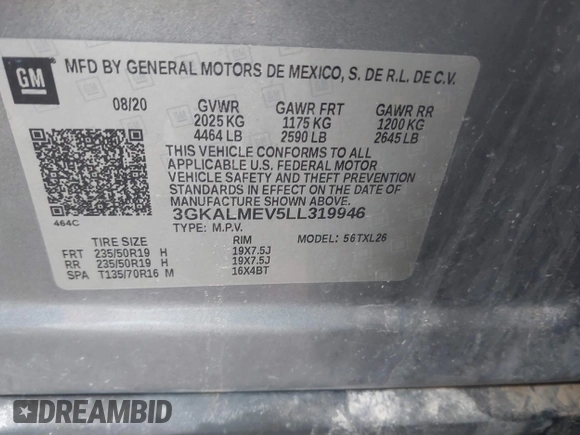 GM
MFD BY GENERAL MOTORS DE MEXICO, S. DE R.L. DE C.V.
08/20 GVWR GAWR FRT GAWR RR
2025 KG 1175 KG 1200 KG
4464 LB 2590 LB 2645 LB
THIS VEHICLE CONFORMS TO ALL
APPLICABLE U.S. FEDERAL MOTOR
VEHICLE SAFETY AND THEFT PREVENTION
STANDARDS IN EFFECT ON THE DATE OF
MANUFACTURE SHOWN ABOVE.
464C 3GKALMEV5LL319946
TYPE: M.P.V.
TIRE SIZE RIM MODEL: 56TXL26
FRT 235/50R19 H 19X7.5J
RR 235/50R19 H 19X7.5J
SPA T135/70R16 M 16X4BT
DREAMBID